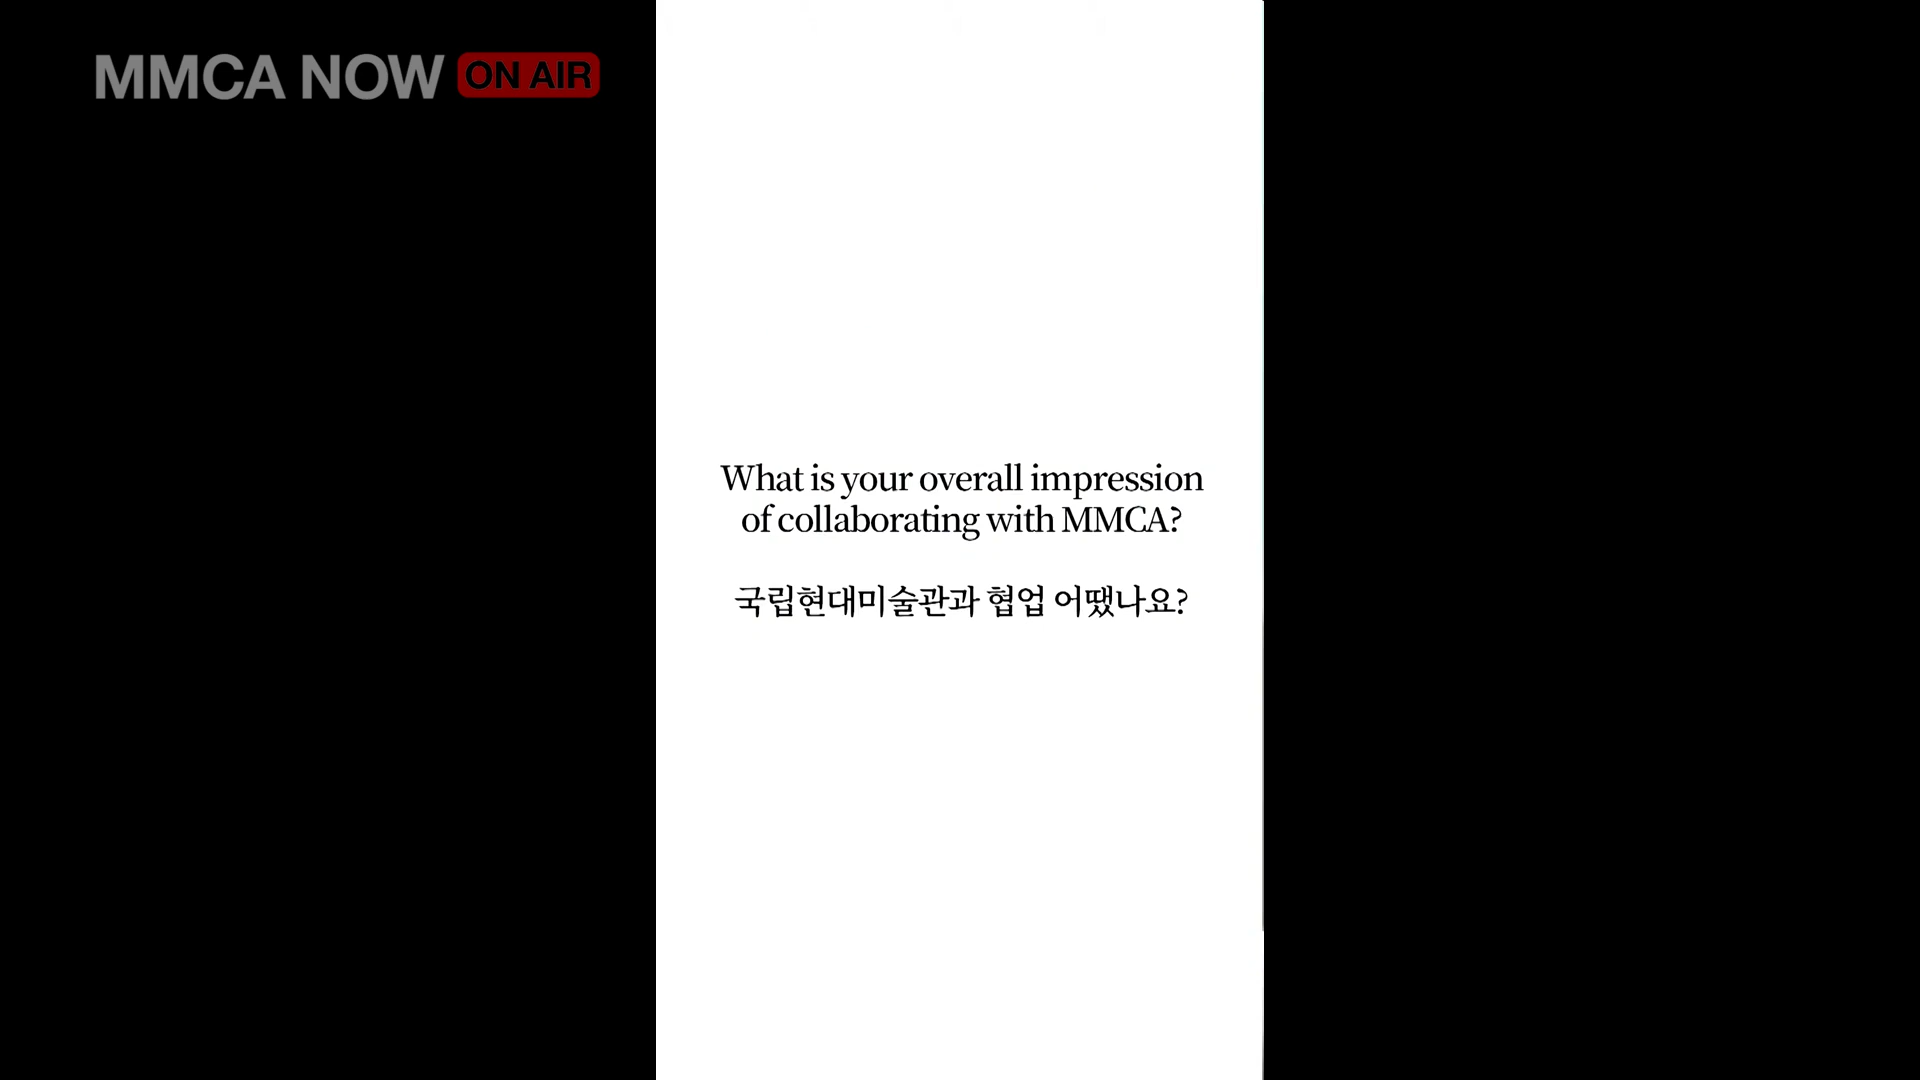 MMCA NOW ON AIR
What is your overall impression
of collaborating with MMCA?
국립현대미술관과 협업 어땠나요?